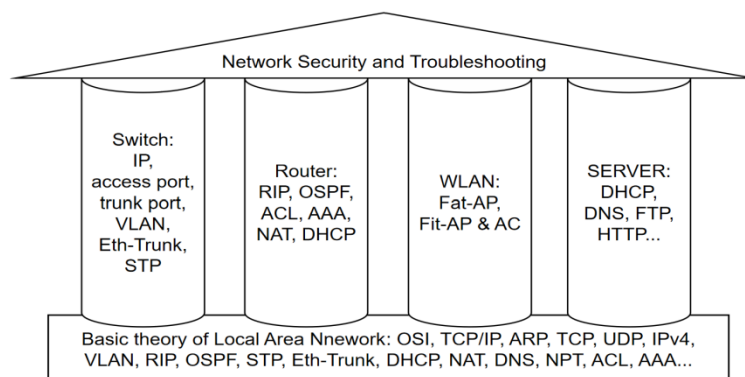 Network Security and Troubleshooting
Switch:
IP,
access port,
trunk port,
VLAN,
Eth-Trunk,
STP
Router:
RIP, OSPF,
ACL, AAA,
NAT, DHCP
WLAN:
Fat-AP,
Fit-AP & AC
SERVER:
DHCP,
DNS, FTP,
HTTP...
Basic theory of Local Area Nnework: OSI, TCP/IP, ARP, TCP, UDP, IPv4,
VLAN, RIP, OSPF, STP, Eth-Trunk, DHCP, NAT, DNS, NPT, ACL, AAA...